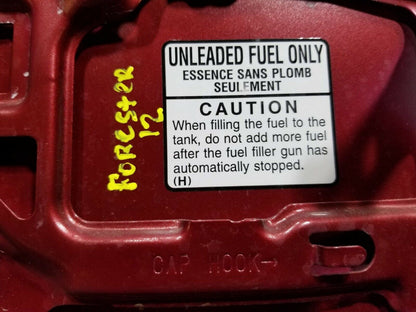 UNLEADED FUEL ONLY
ESSENCE SANS PLOMB
SEULEMENT
CAUTION
When filling the fuel to the
tank, do not add more fuel
after the fuel filler gun has
automatically stopped.
(H)
FORESTER
12
CAP HOOK→